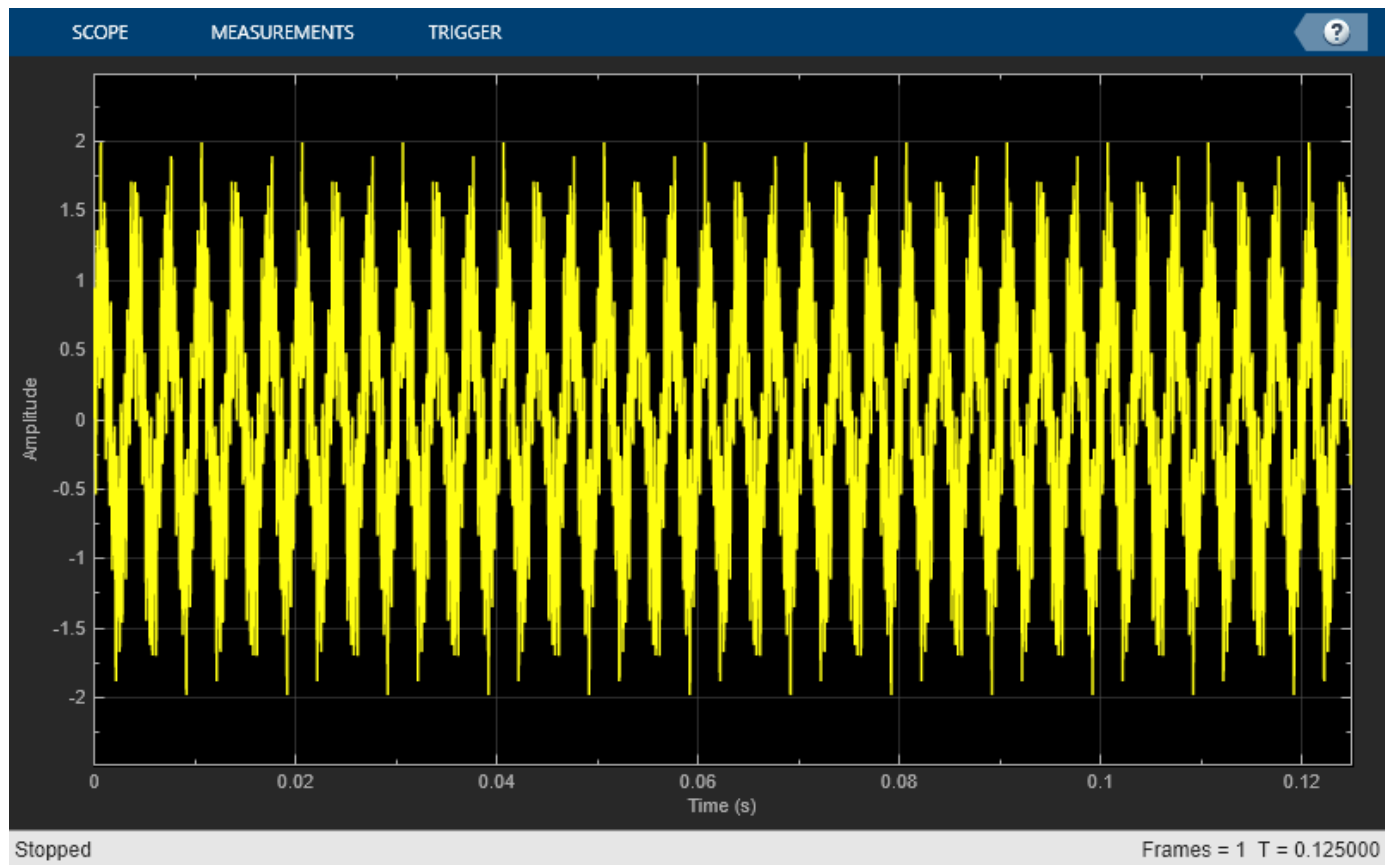 SCOPE MEASUREMENTS TRIGGER ?
2
1.5
1
0.5
0
-0.5
-1
-1.5
-2
Amplitude
0 0.02 0.04 0.06 0.08 0.1 0.12
Time (s)
Stopped Frames = 1 T = 0.125000